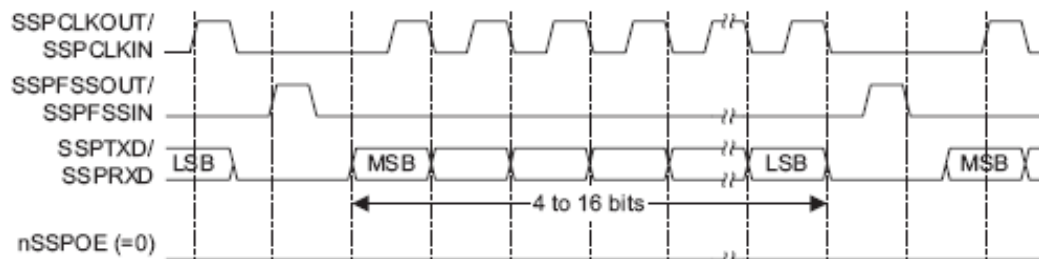 SSPCLKOUT/
SSPCLKIN
SSPFSSOUT/
SSPFSSIN
SSPTXD/
SSPRXD
LSB MSB LSB MSB
4 to 16 bits
nSSPOE (=0)